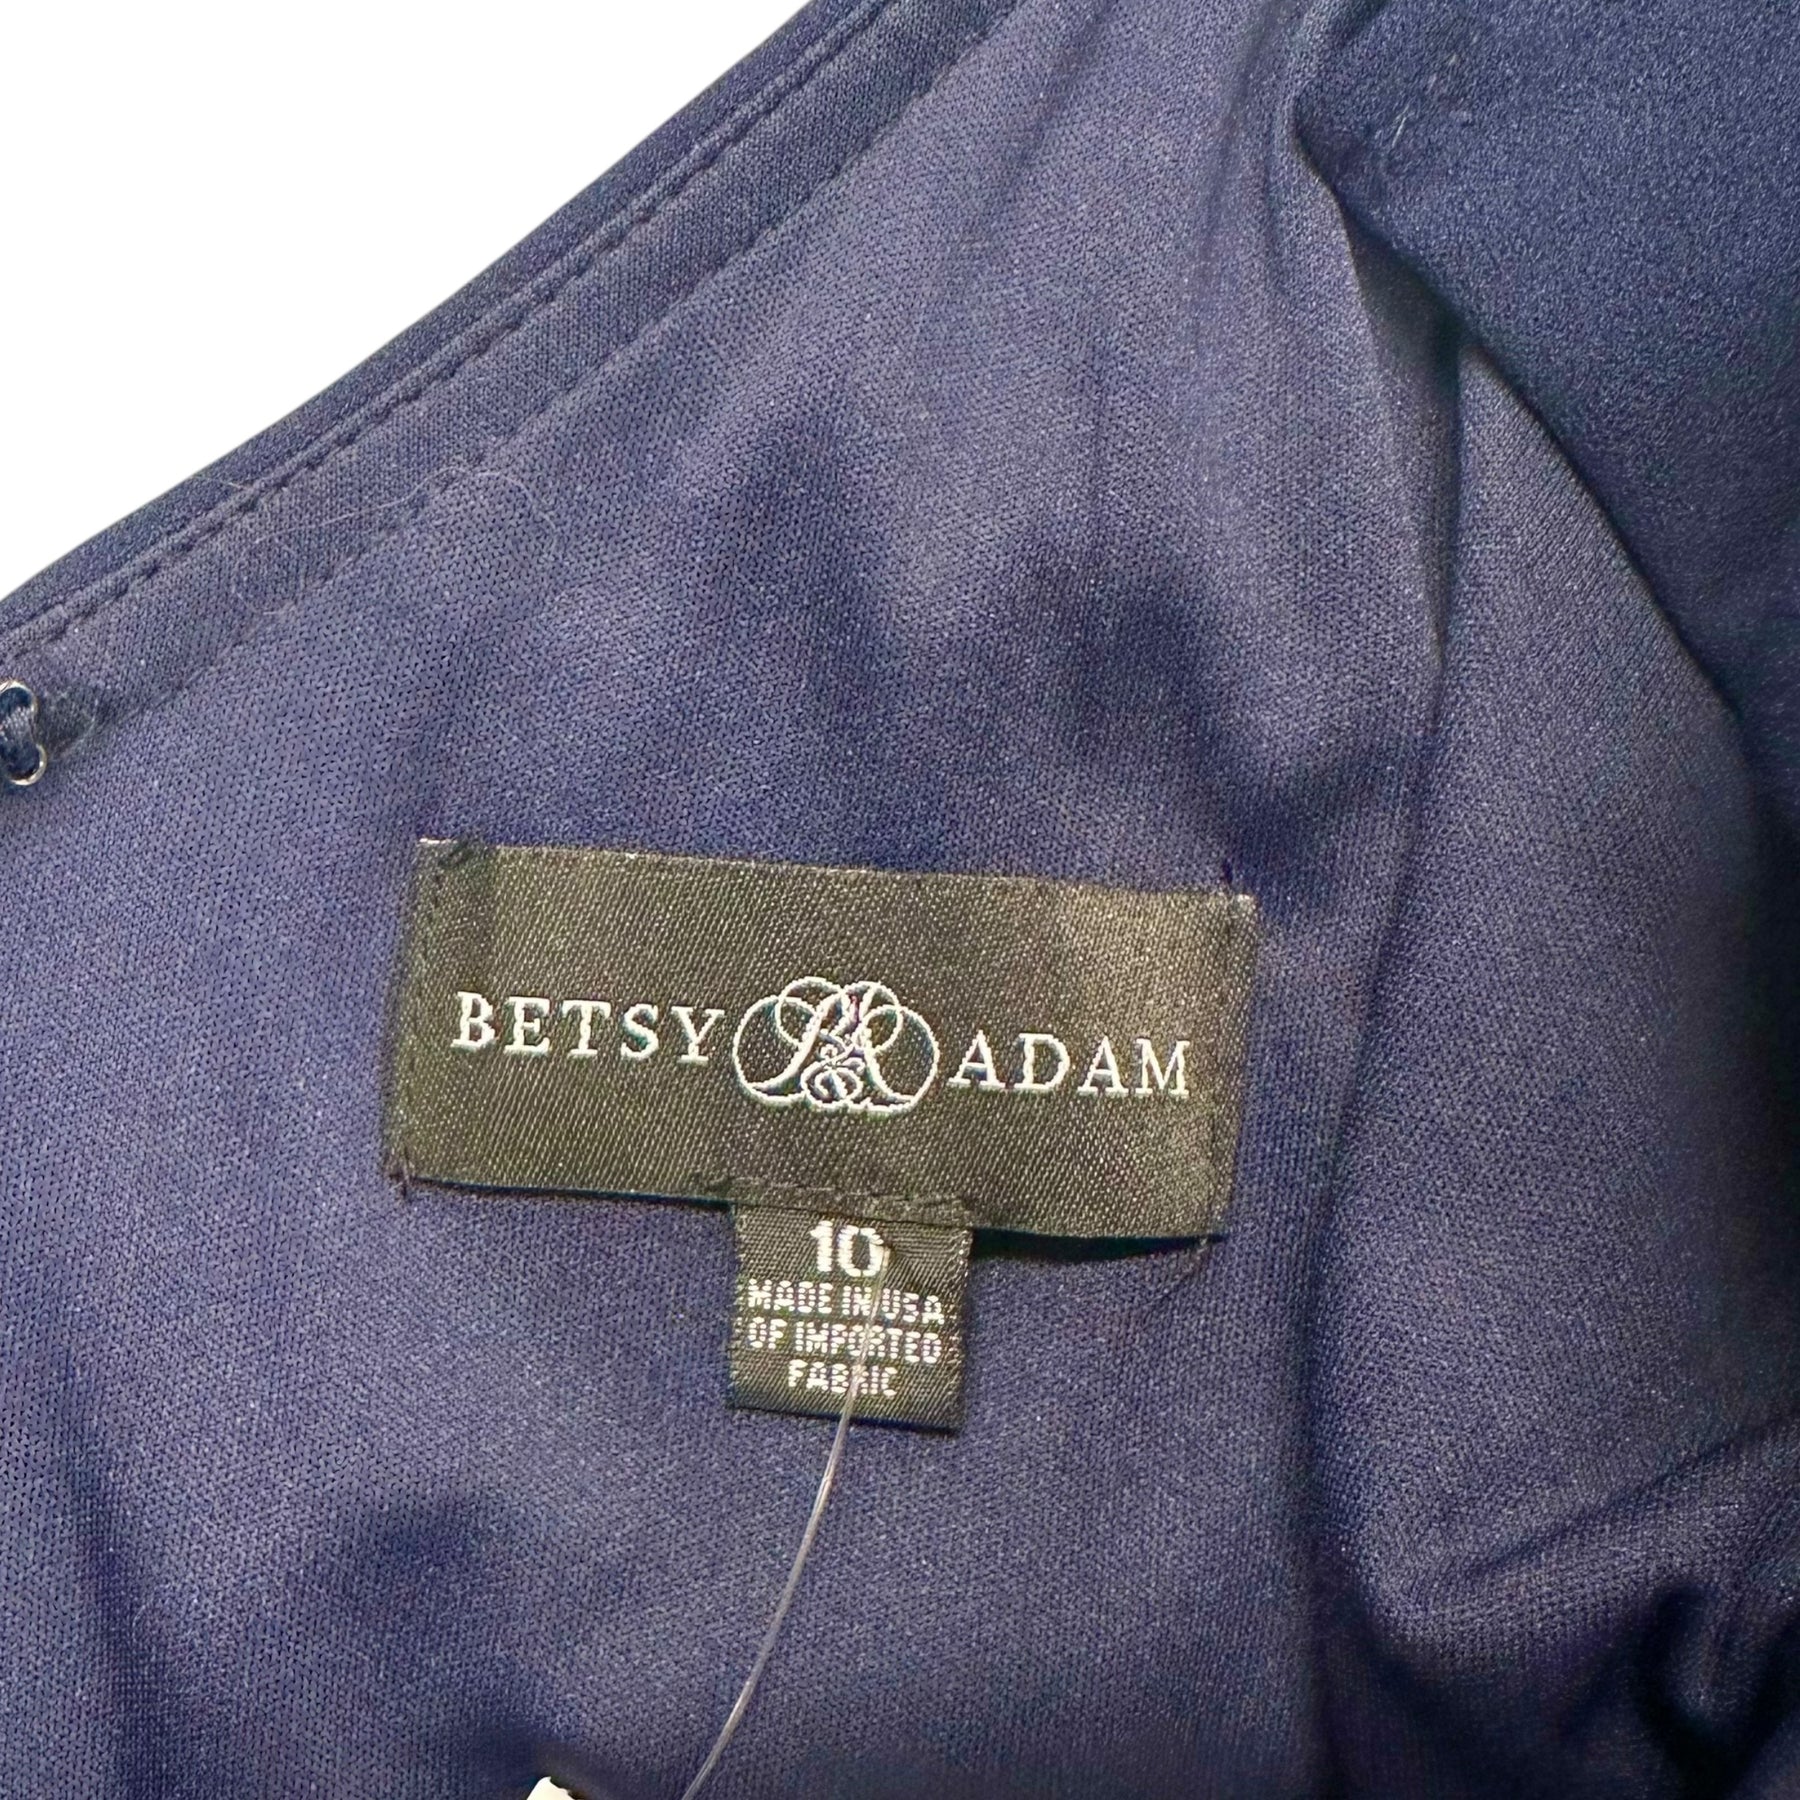 BETSY ADAM
10
MADE IN USA
OF IMPORTED
FABRIC